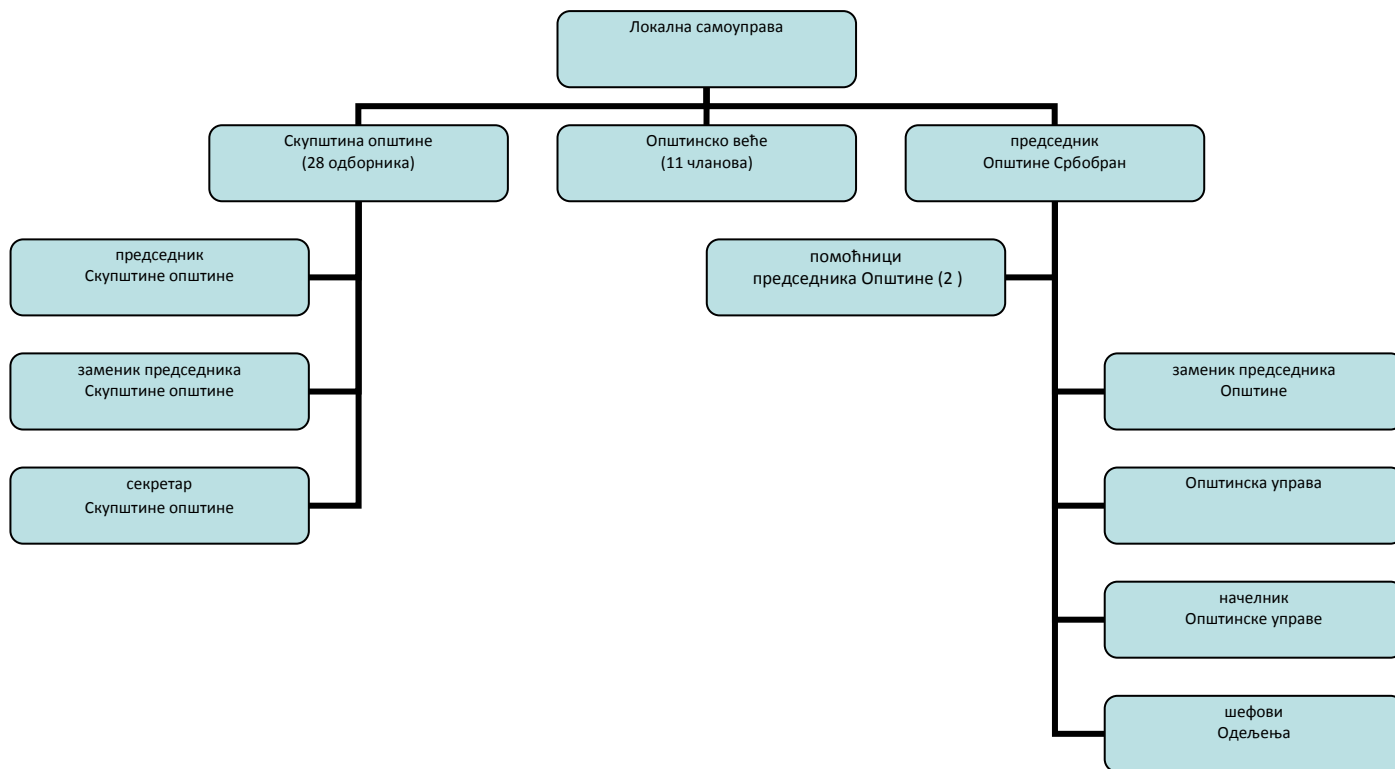 Локална самоуправа
Скупштина општине
(28 одборника)
Општинско веће
(11 чланова)
председник
Општине Србобран
председник
Скупштине општине
помоћници
председника Општине (2 )
заменик председника
Скупштине општине
заменик председника
Општине
секретар
Скупштине општине
Општинска управа
начелник
Општинске управе
шефови
Одељења